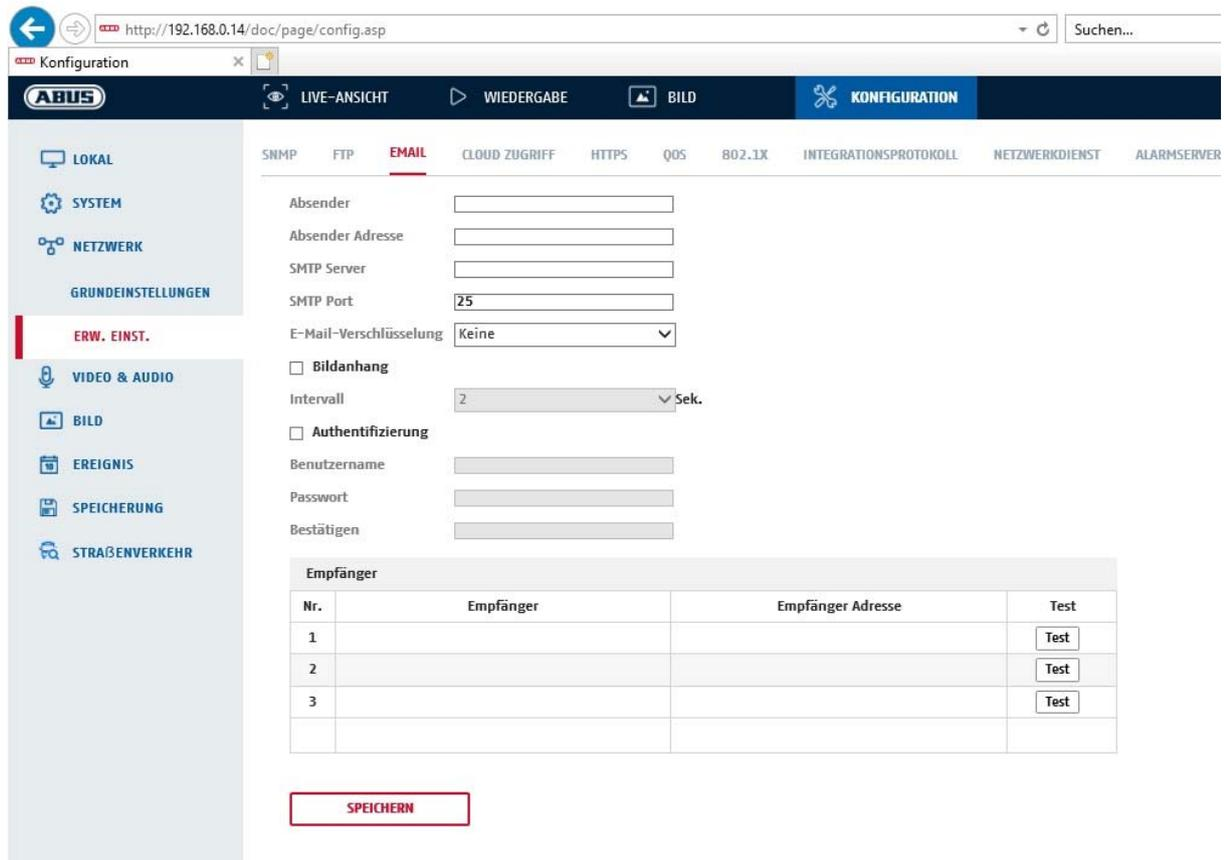 http://192.168.0.14/doc/page/config.asp Suchen...
Konfiguration
ABUS LIVE-ANSICHT WIEDERGABE BILD KONFIGURATION
LOKAL
SYSTEM
NETZWERK
GRUNDEINSTELLUNGEN
ERW. EINST.
VIDEO & AUDIO
BILD
EREIGNIS
SPEICHERUNG
STRAßENVERKEHR
SNMP FTP EMAIL CLOUD ZUGRIFF HTTPS QOS 802.1X INTEGRATIONSPROTOKOLL NETZWERKDIENST ALARMSERVER
Absender
Absender Adresse
SMTP Server
SMTP Port 25
E-Mail-Verschlüsselung Keine
Bildanhang
Intervall 2 Sek.
Authentifizierung
Benutzername
Passwort
Bestätigen
Empfänger
Nr. Empfänger Empfänger Adresse Test
1 Test
2 Test
3 Test
SPEICHERN